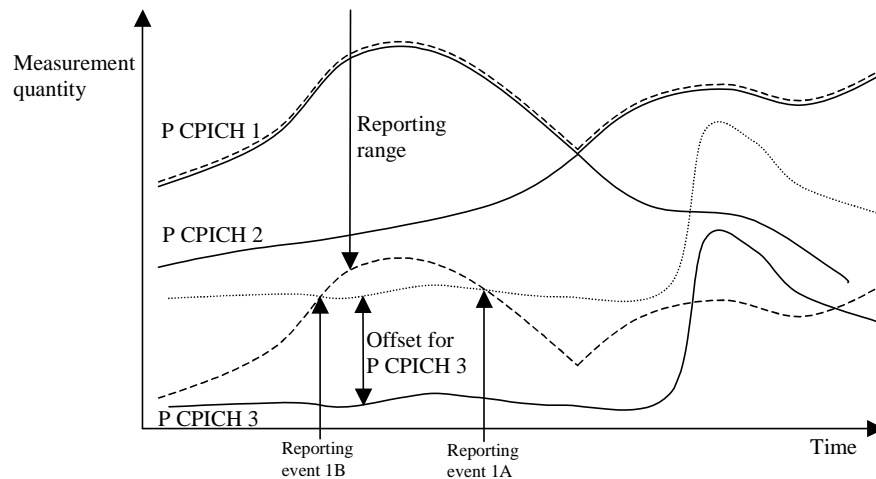 Measurement
quantity
P CPICH 1
Reporting
range
P CPICH 2
Offset for
P CPICH 3
P CPICH 3
Time
Reporting
event 1B
Reporting
event 1A